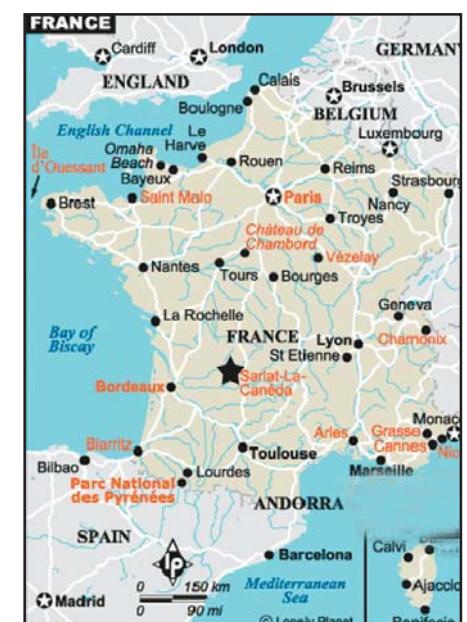 FRANCE
Cardiff
London
GERMANY
ENGLAND
Calais
Brussels
Boulogne
BELGIUM
English Channel
Le
Harve
Luxembourg
Île
d'Ouessant
Omaha
Beach
Rouen
Reims
Bayeux
Strasbourg
Brest
Saint Malo
Paris
Nancy
Troyes
Château de
Chambord
Vézelay
Nantes
Tours
Bourges
Geneva
La Rochelle
Bay of
Biscay
FRANCE
Lyon
Chamonix
St Etienne
Sarlat-La-
Canéda
Bordeaux
Monaco
Arles
Grasse
Cannes
Nic
Biarritz
Toulouse
Bilbao
Lourdes
Marseille
Parc National
des Pyrénées
ANDORRA
SPAIN
Calvi
lp
Barcelona
0 150 km
Mediterranean
Sea
Ajaccio
0 90 mi
Madrid
© Lonely Planet